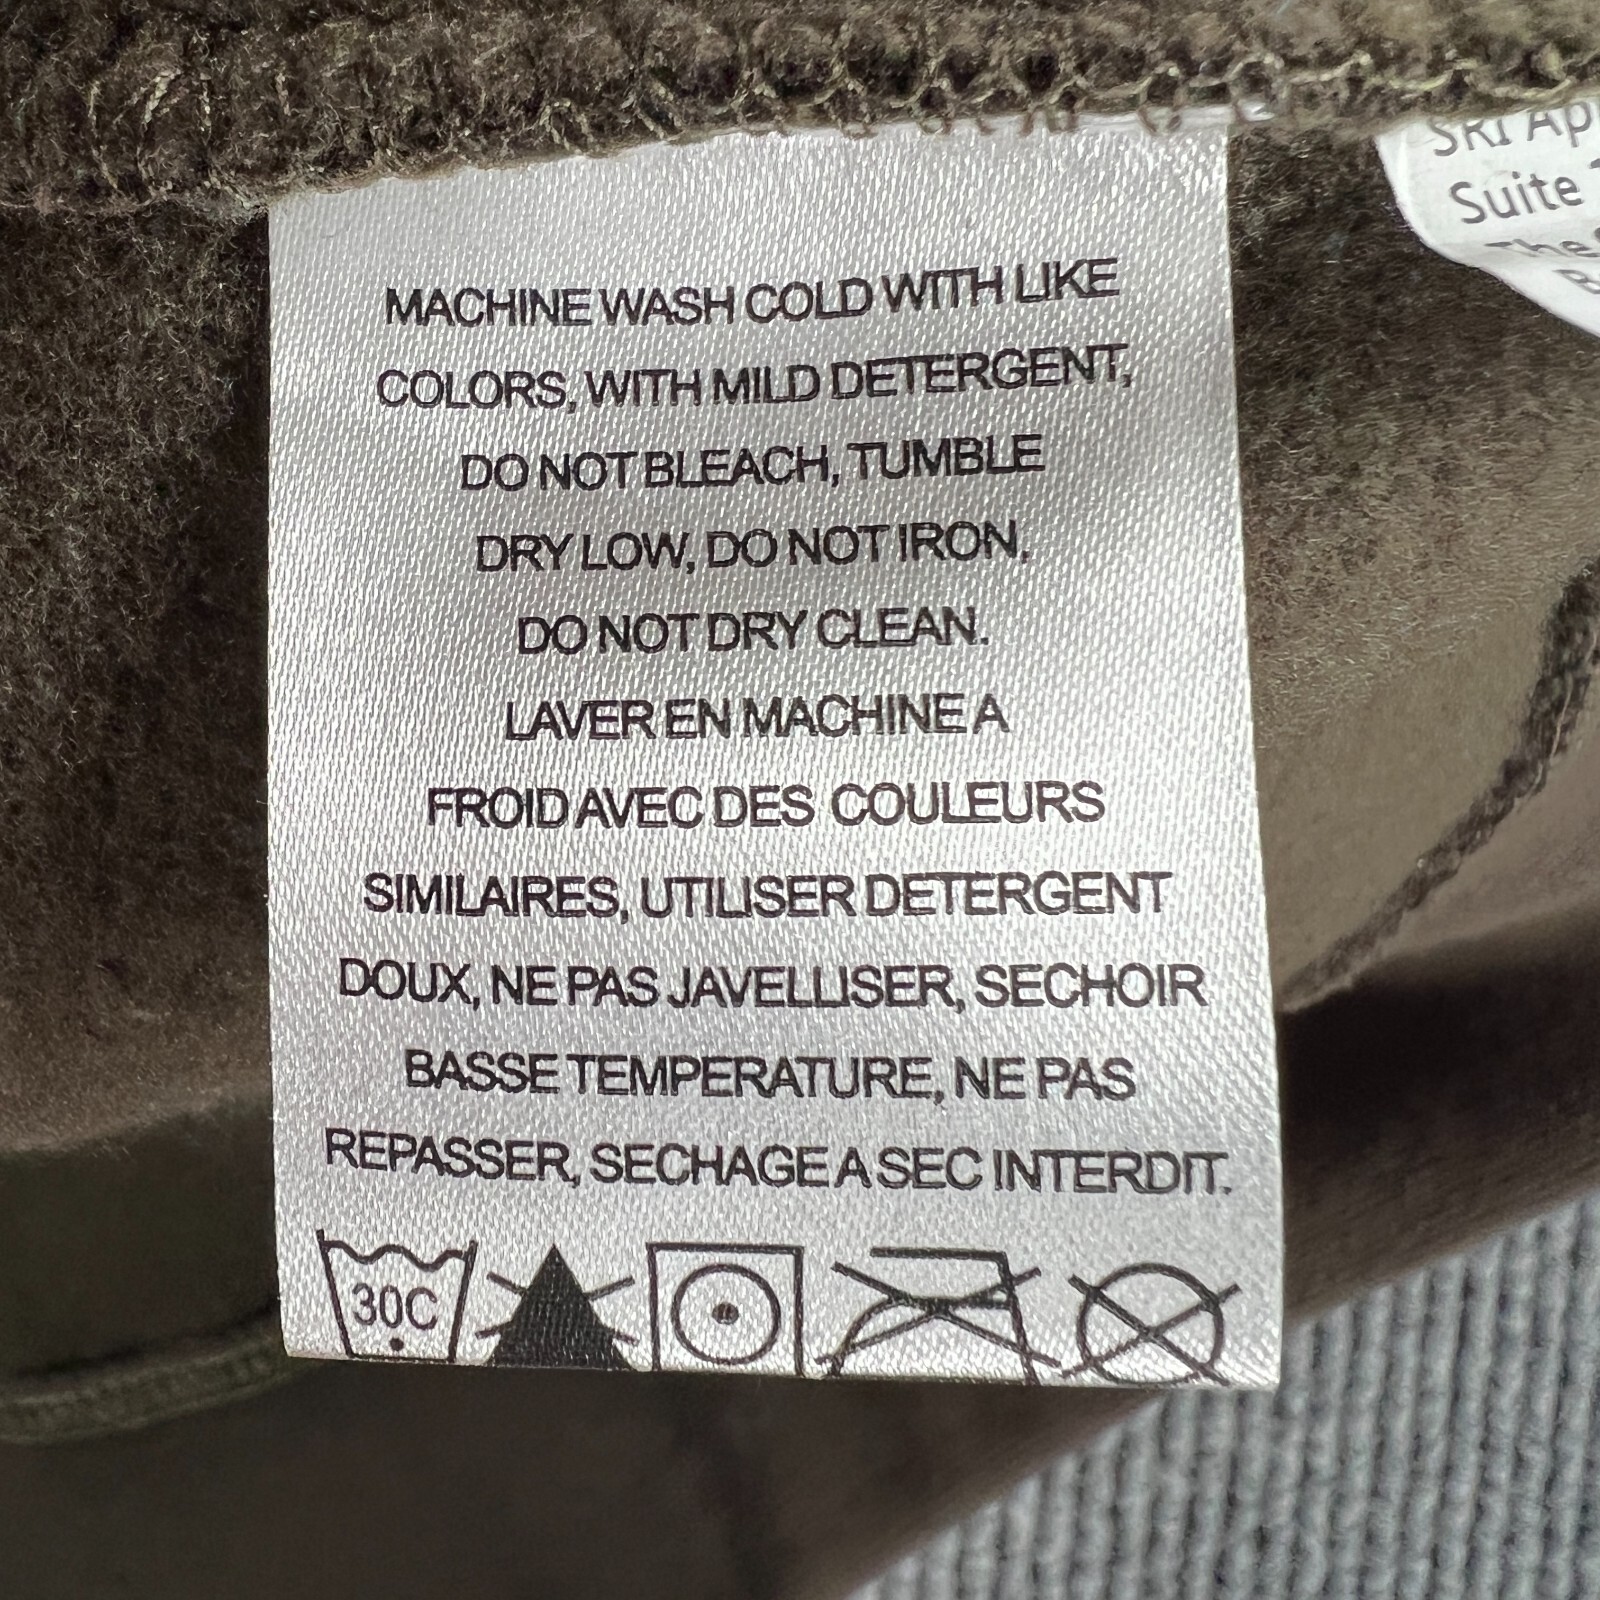 MACHINE WASH COLD WITH LIKE
COLORS, WITH MILD DETERGENT,
DO NOT BLEACH, TUMBLE
DRY LOW, DO NOT IRON,
DO NOT DRY CLEAN.
LAVER EN MACHINE A
FROID AVEC DES COULEURS
SIMILAIRES, UTILISER DETERGENT
DOUX, NE PAS JAVELLISER, SECHOIR
BASSE TEMPERATURE, NE PAS
REPASSER, SECHAGE A SEC INTERDIT.
30C
SRI
Suite